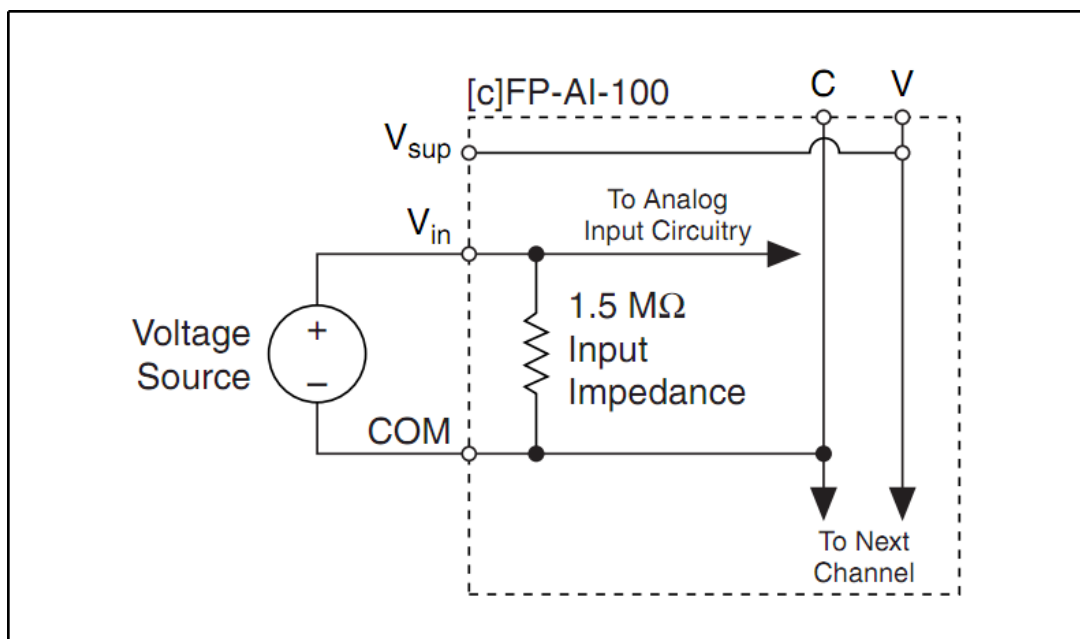 [c]FP-AI-100
C
V
Vsup
Vin
To Analog
Input Circuitry
Voltage
Source
+
–
1.5 MΩ
Input
Impedance
COM
To Next
Channel